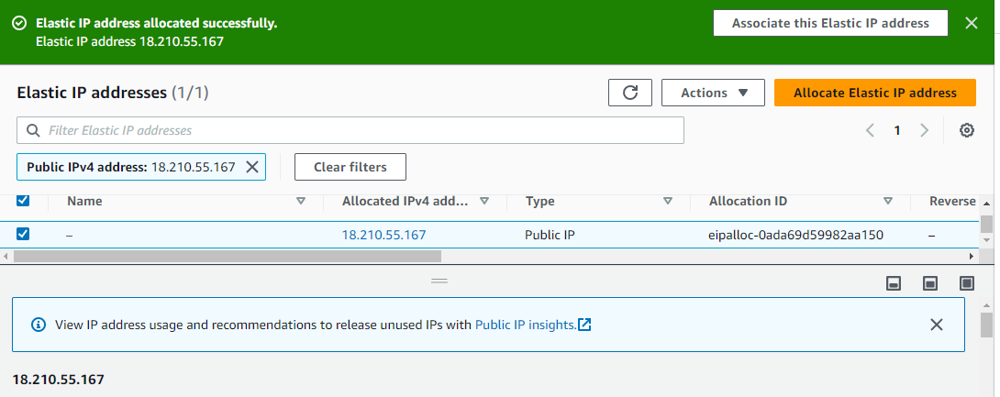 Elastic IP address allocated successfully.
Elastic IP address 18.210.55.167
Associate this Elastic IP address
Elastic IP addresses (1/1)
Actions
Allocate Elastic IP address
Filter Elastic IP addresses
1
Public IPv4 address: 18.210.55.167
Clear filters
Name Allocated IPv4 add... Type Allocation ID Reverse
– 18.210.55.167 Public IP eipalloc-0ada69d59982aa150 –
View IP address usage and recommendations to release unused IPs with Public IP insights.
18.210.55.167